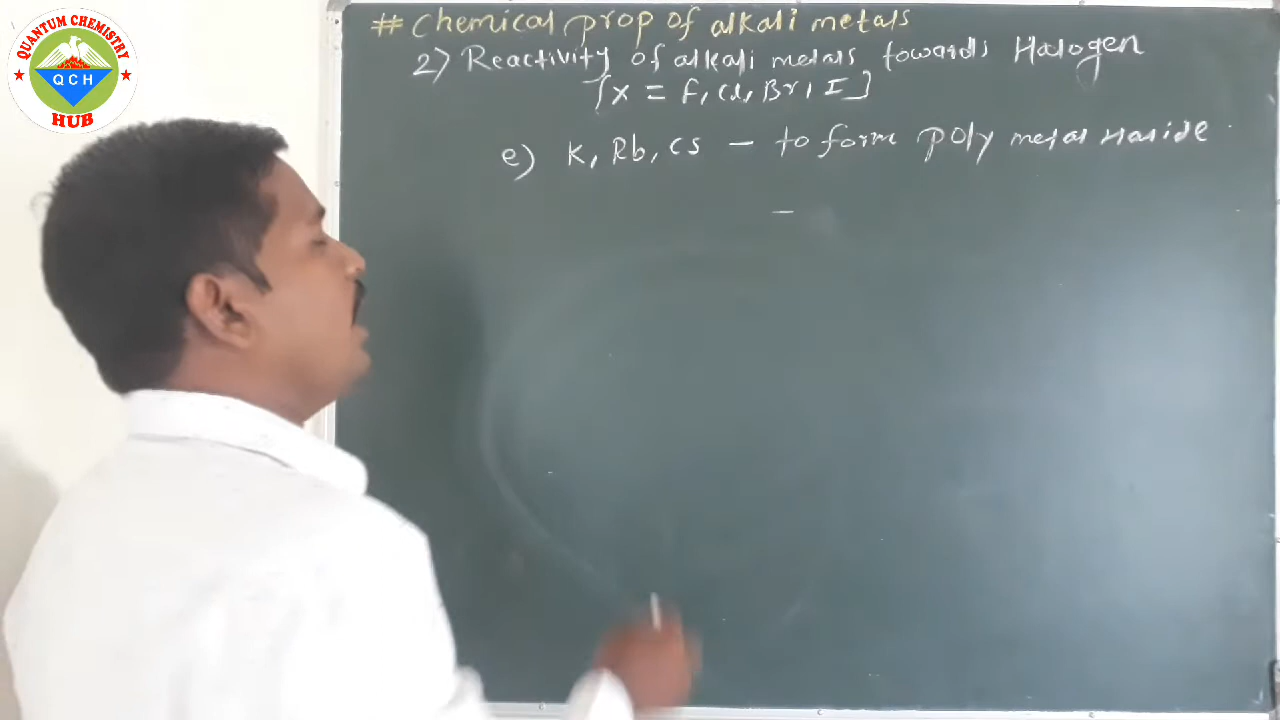 QUANTUM CHEMISTRY
QCH
HUB
# Chemical prop of alkali metals
2) Reactivity of alkali metals towards Halogen
[X = F, Cl, Br, I]
e) K, Rb, Cs - to form poly metal Halide
-